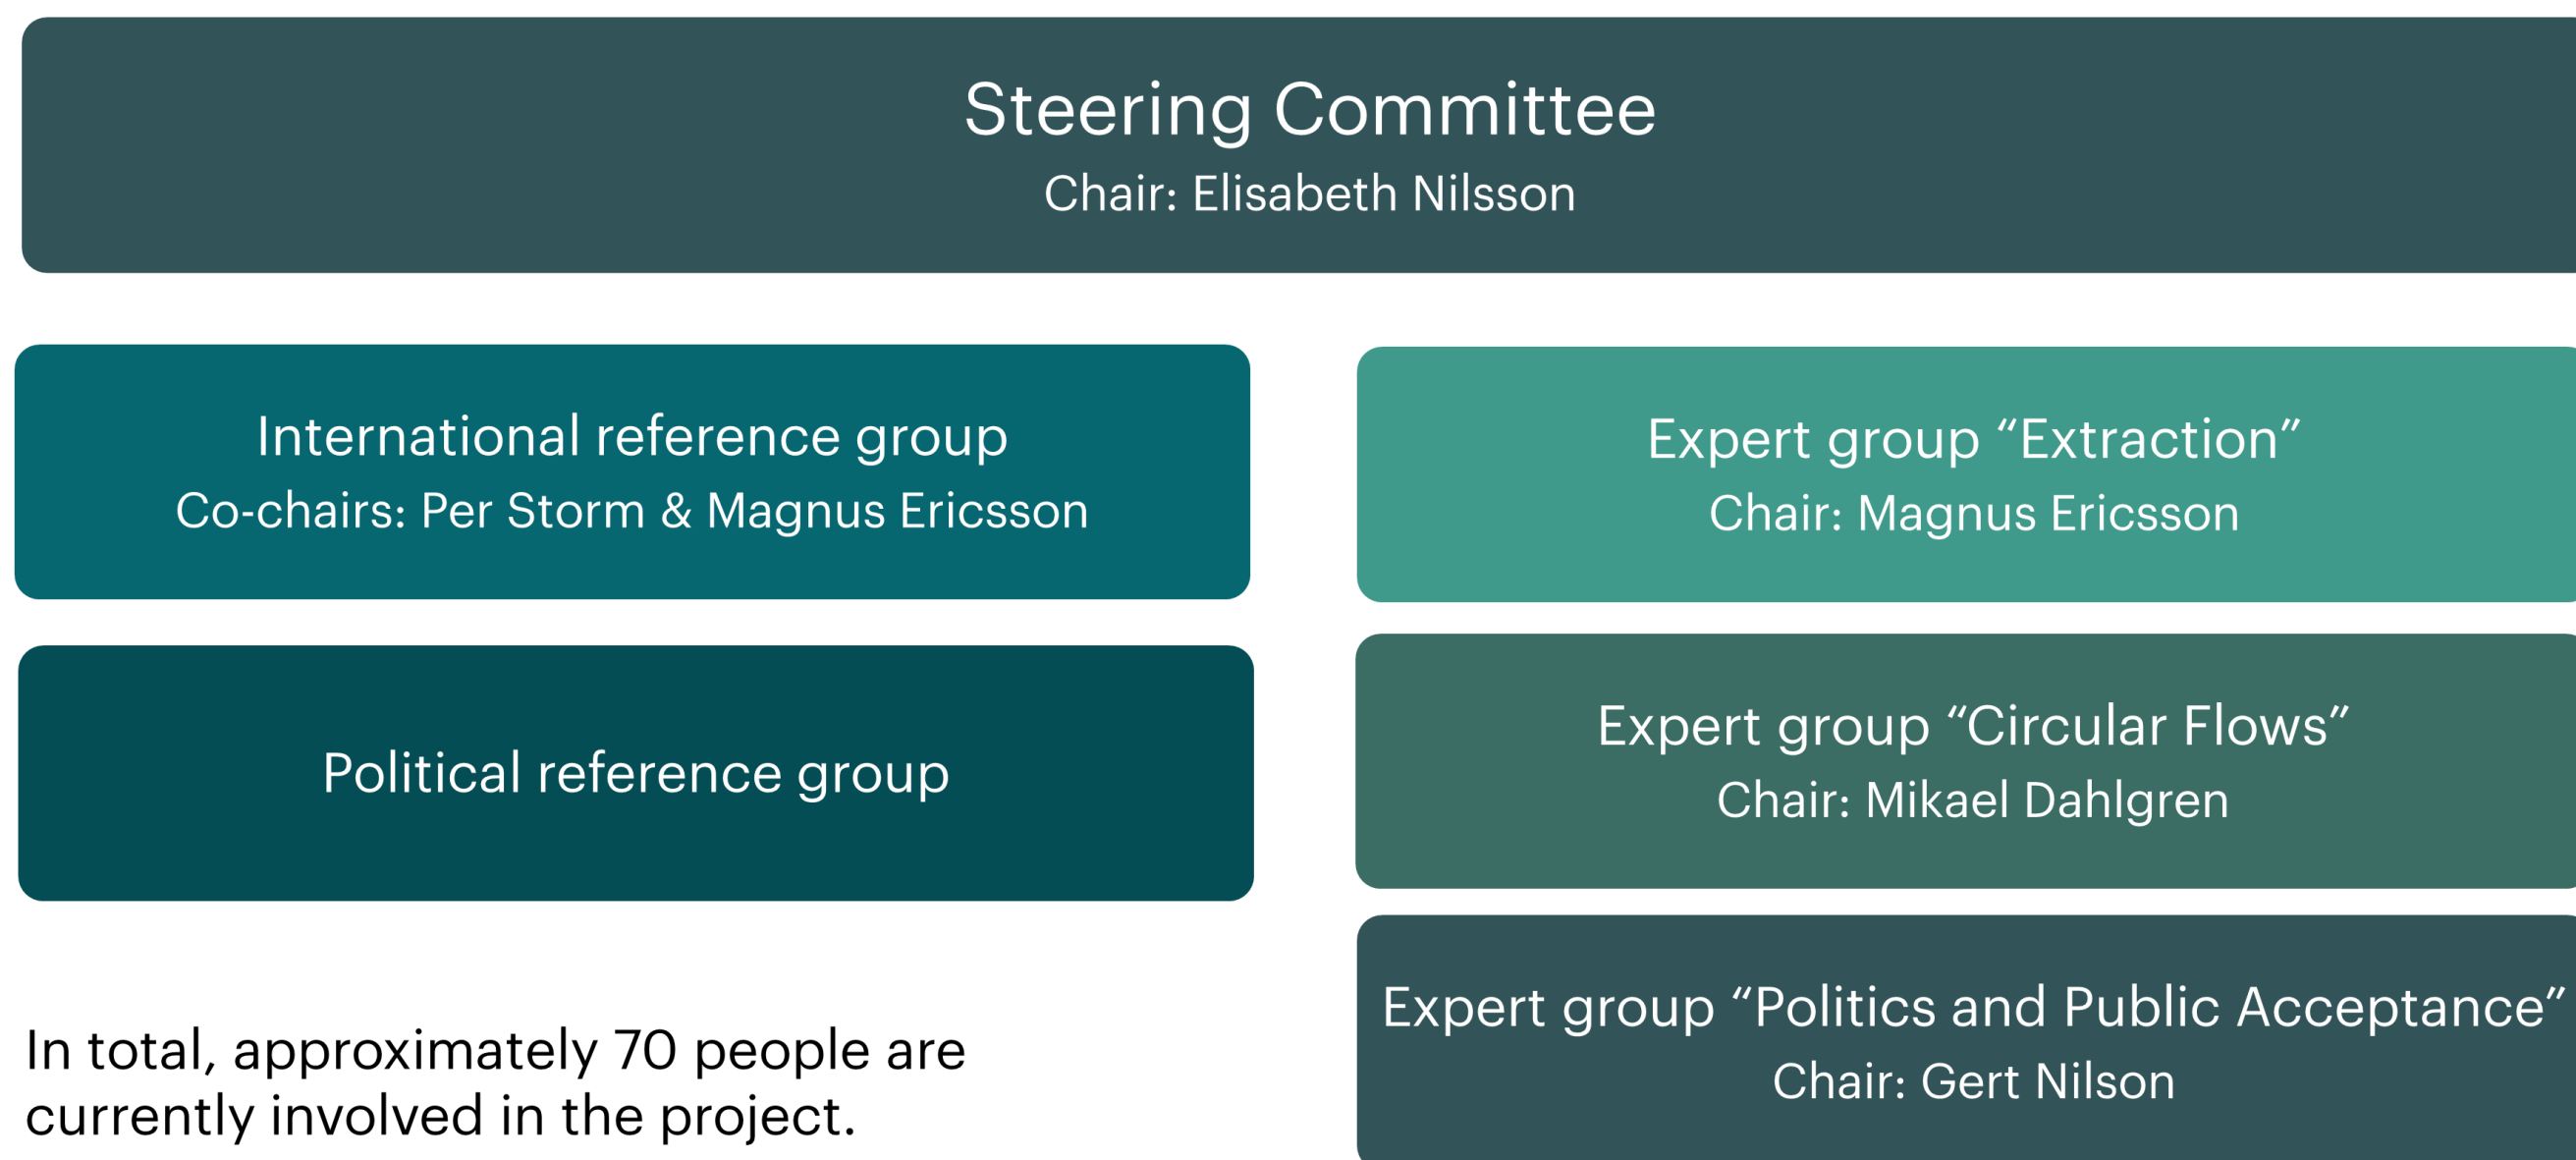 Steering Committee
Chair: Elisabeth Nilsson
International reference group
Co-chairs: Per Storm & Magnus Ericsson
Political reference group
Expert group “Extraction”
Chair: Magnus Ericsson
Expert group “Circular Flows”
Chair: Mikael Dahlgren
Expert group “Politics and Public Acceptance”
Chair: Gert Nilson
In total, approximately 70 people are
currently involved in the project.